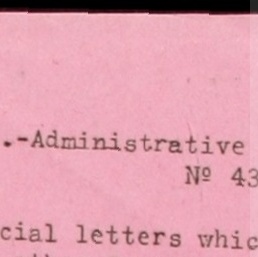 .-Administrative
Nº 43
cial letters whic